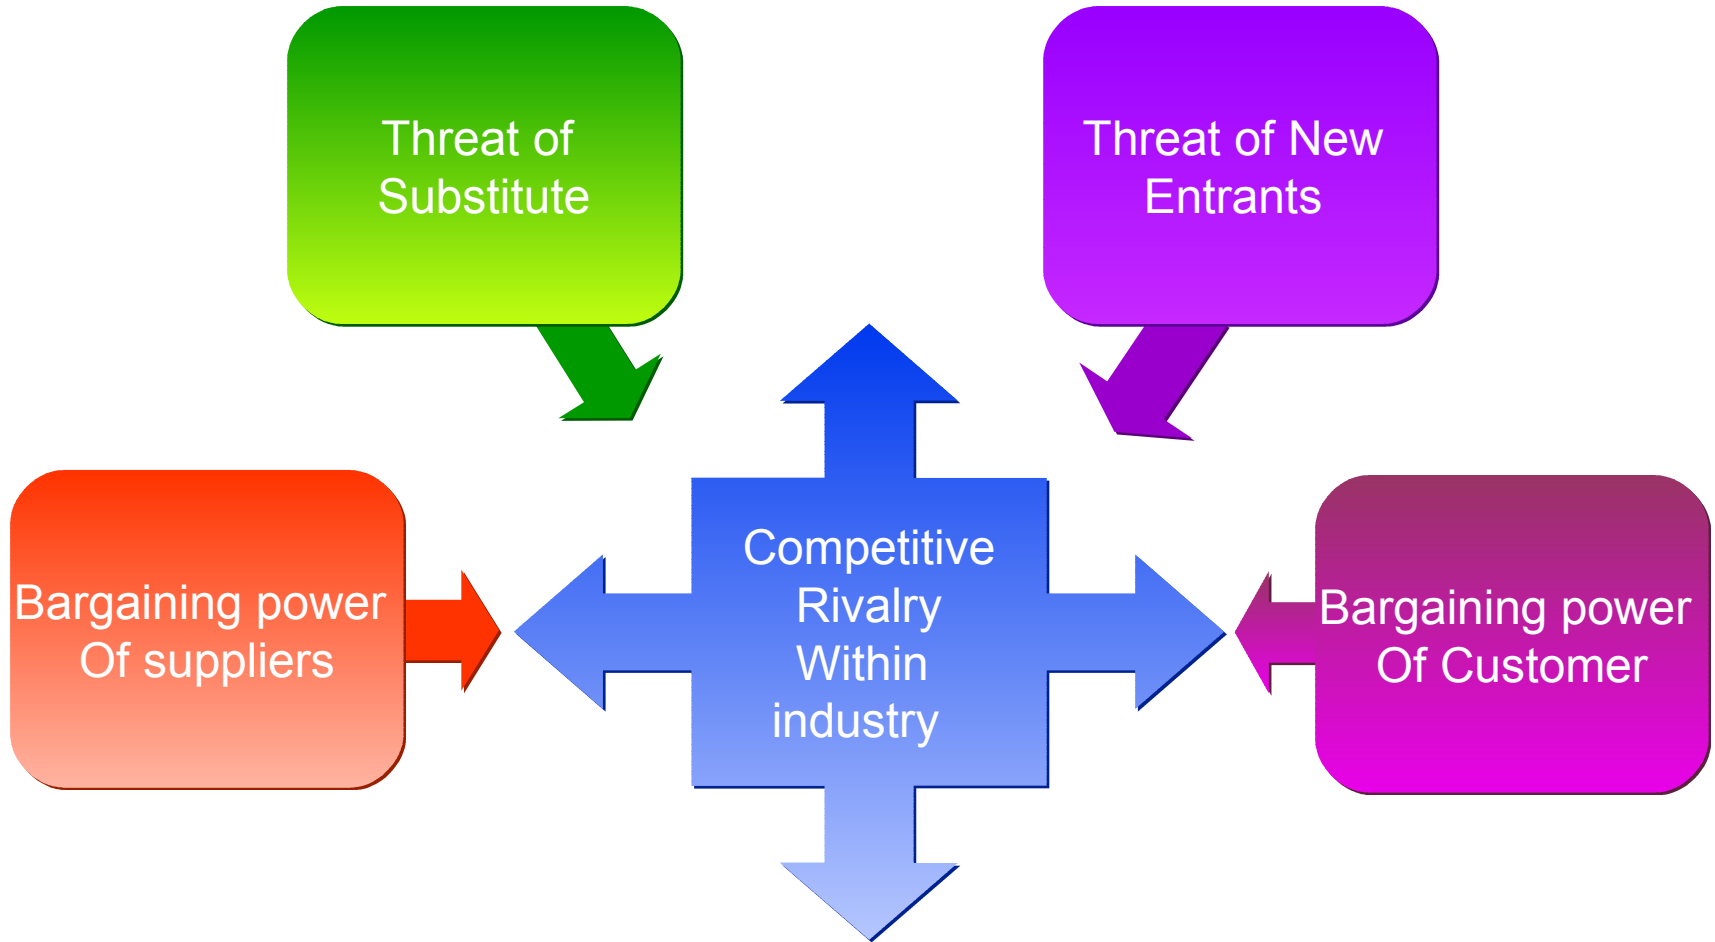 Threat of
Substitute
Threat of New
Entrants
Bargaining power
Of suppliers
Competitive
Rivalry
Within
industry
Bargaining power
Of Customer